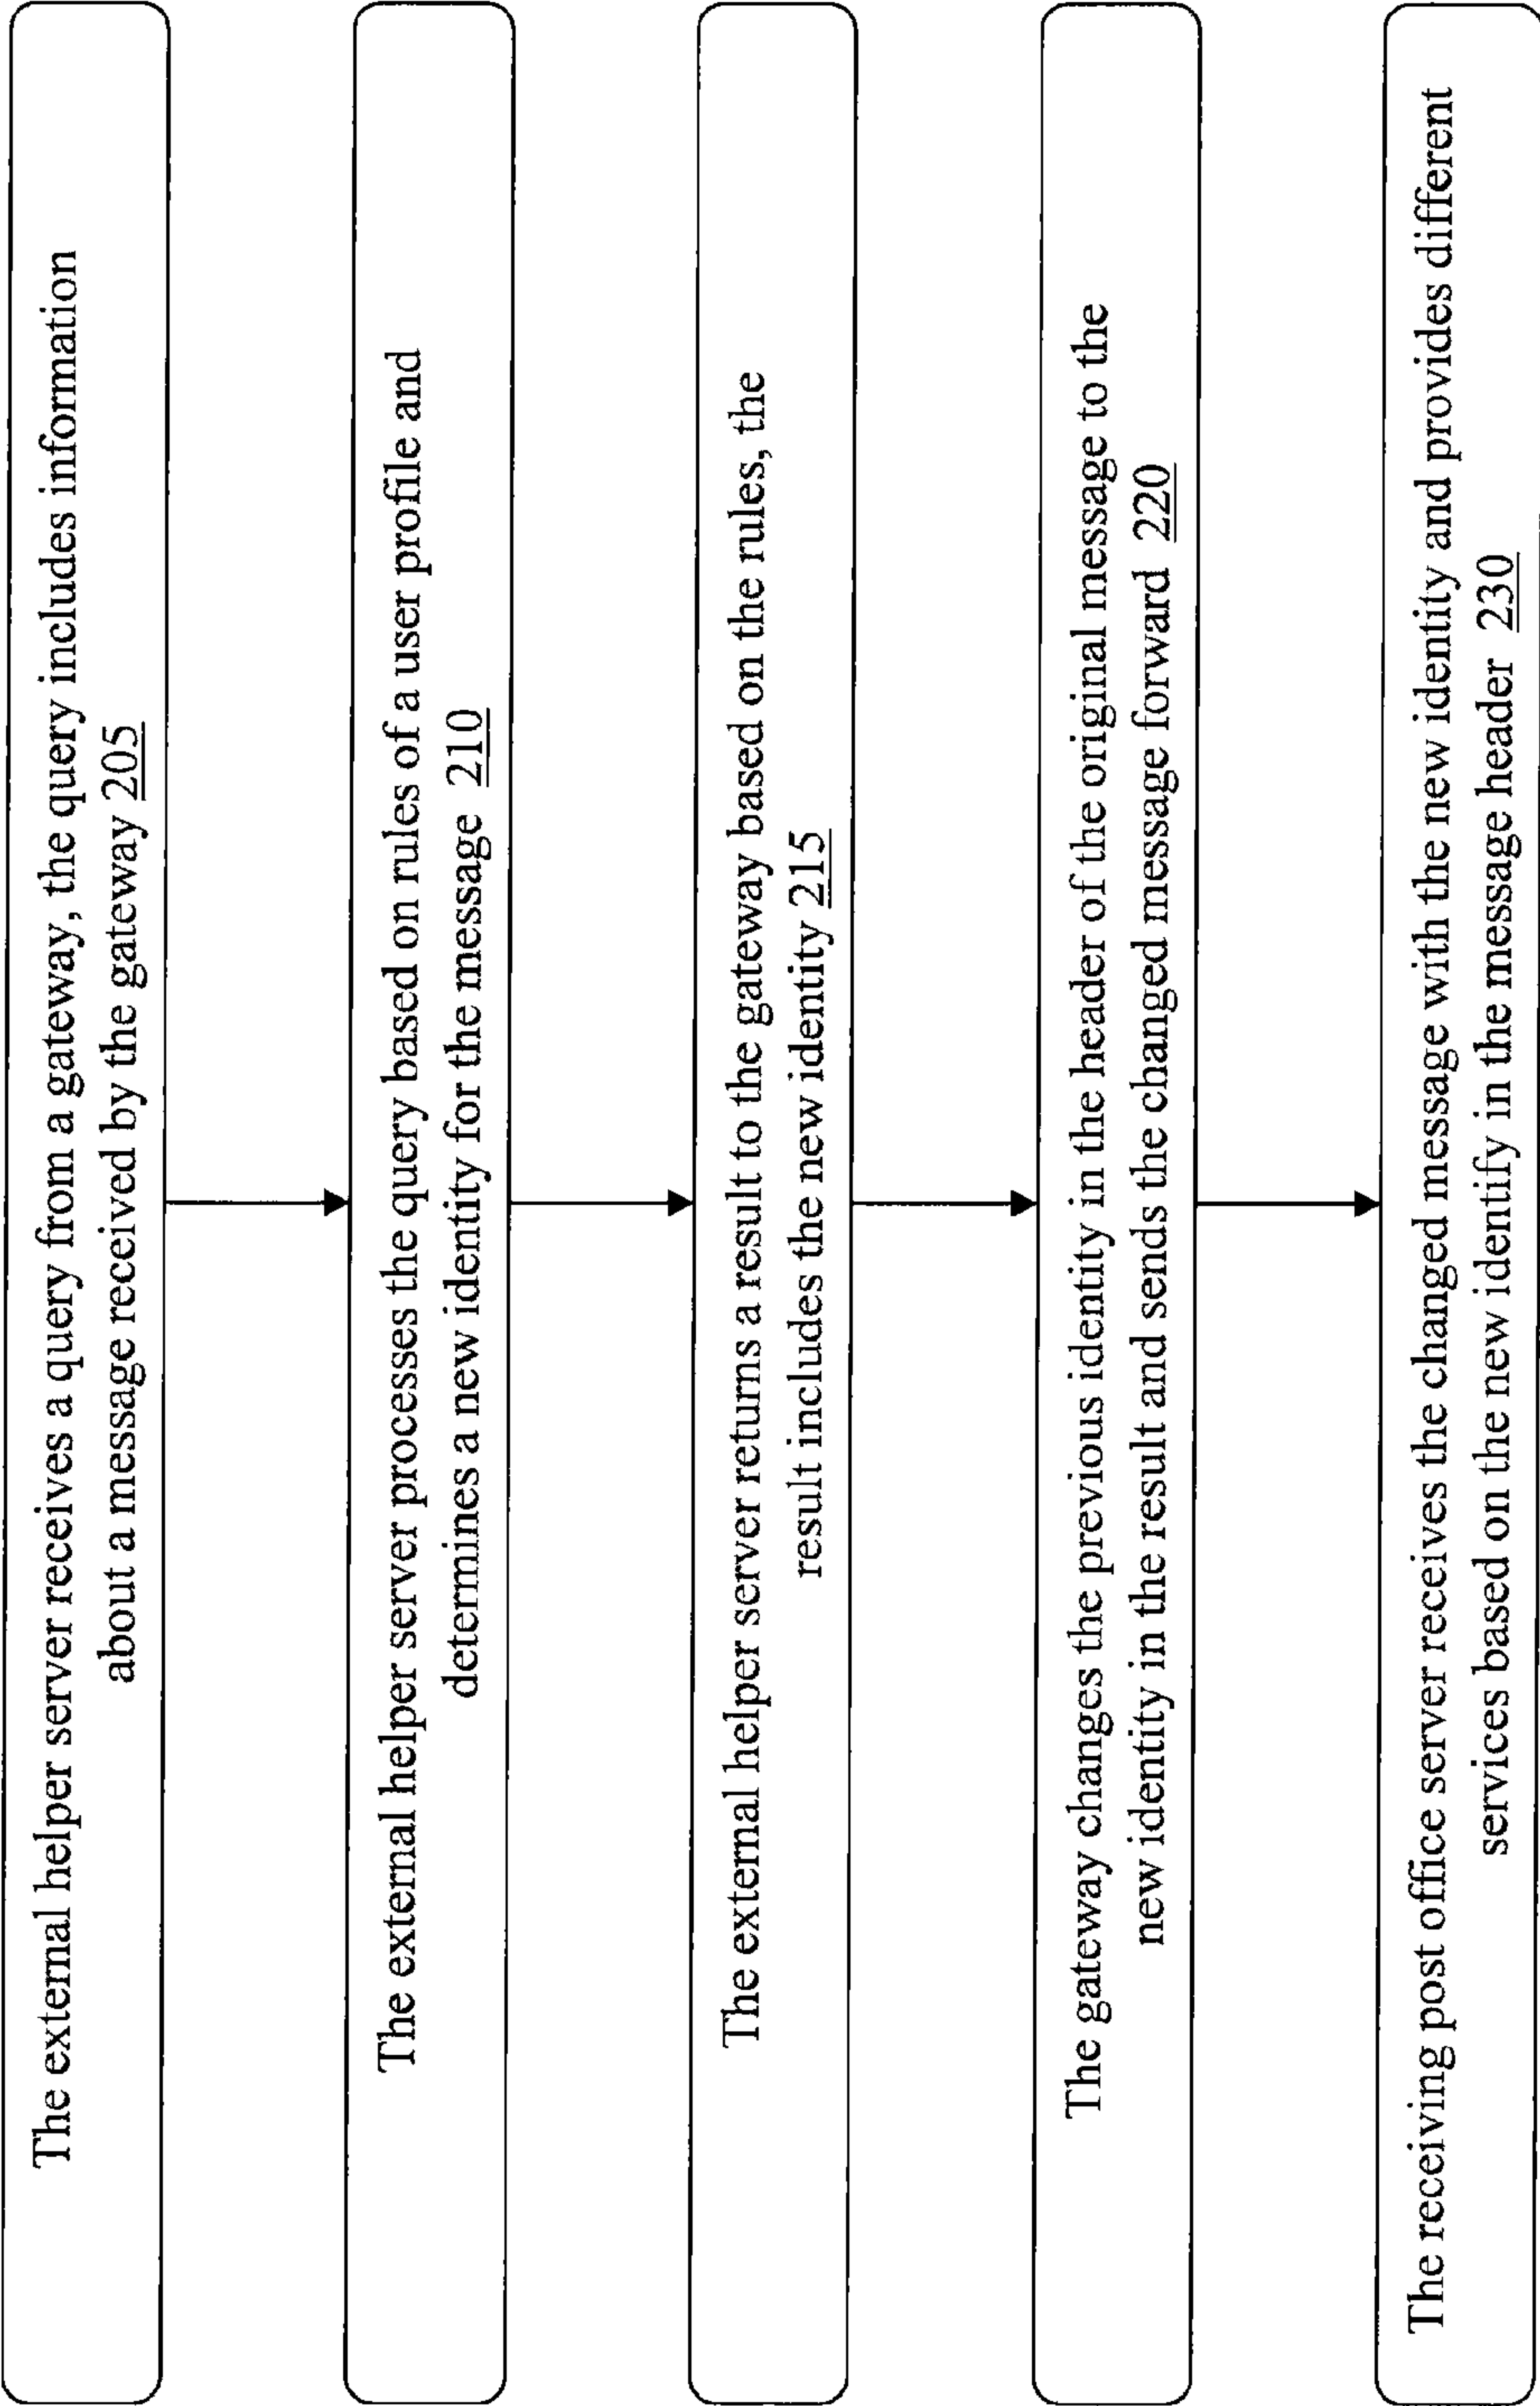 The external helper server receives a query from a gateway, the query includes information
about a message received by the gateway 205
The external helper server processes the query based on rules of a user profile and
determines a new identity for the message 210
The external helper server returns a result to the gateway based on the rules, the
result includes the new identity 215
The gateway changes the previous identity in the header of the original message to the
new identity in the result and sends the changed message forward 220
The receiving post office server receives the changed message with the new identity and provides different
services based on the new identify in the message header 230